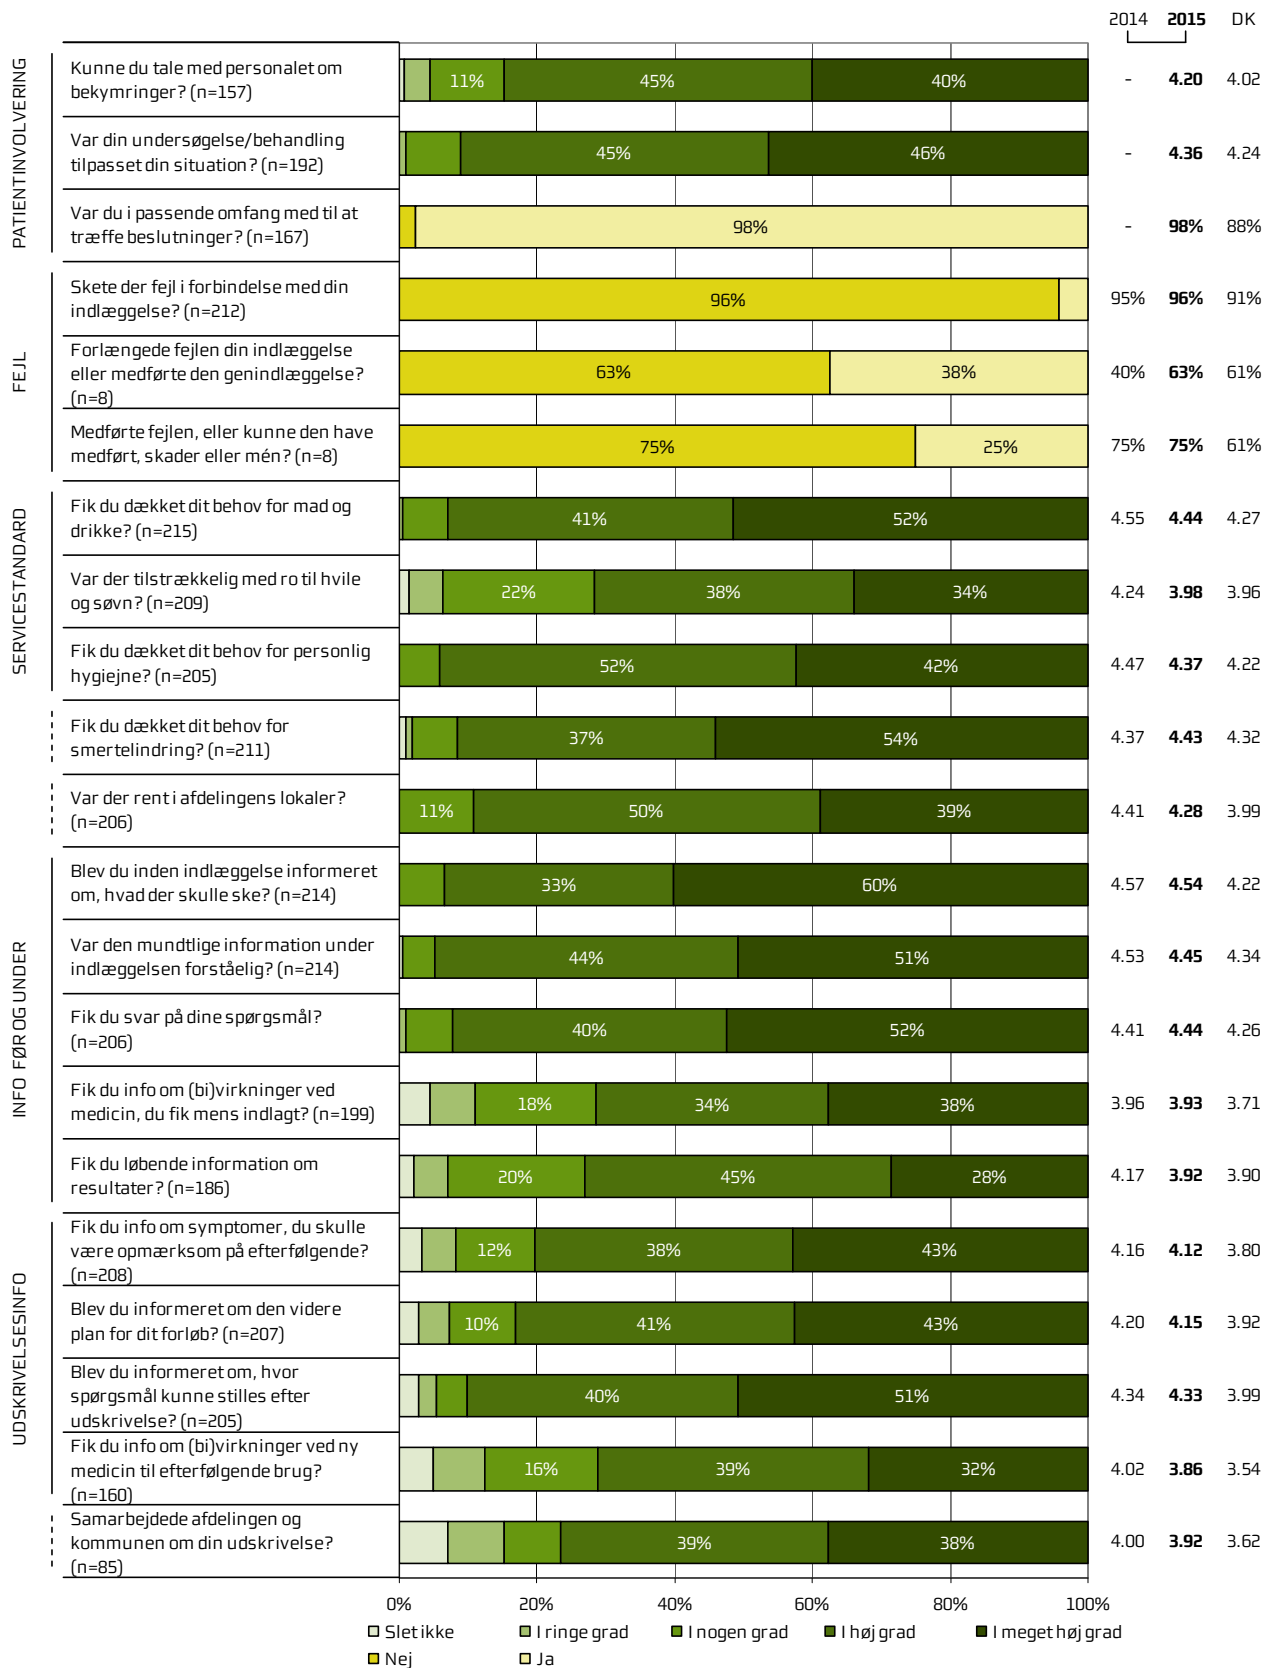 2014 2015 DK
PATIENTINVOLVERING
Kunne du tale med personalet om
bekymringer? (n=157)
11% 45% 40%
- 4.20 4.02
Var din undersøgelse/behandling
tilpasset din situation? (n=192)
45% 46%
- 4.36 4.24
Var du i passende omfang med til at
træffe beslutninger? (n=167)
98%
- 98% 88%
FEJL
Skete der fejl i forbindelse med din
indlæggelse? (n=212)
96%
95% 96% 91%
Forlængede fejlen din indlæggelse
eller medførte den genindlæggelse?
(n=8)
63% 38%
40% 63% 61%
Medførte fejlen, eller kunne den have
medført, skader eller mén? (n=8)
75% 25%
75% 75% 61%
SERVICESTANDARD
Fik du dækket dit behov for mad og
drikke? (n=215)
41% 52%
4.55 4.44 4.27
Var der tilstrækkelig med ro til hvile
og søvn? (n=209)
22% 38% 34%
4.24 3.98 3.96
Fik du dækket dit behov for personlig
hygiejne? (n=205)
52% 42%
4.47 4.37 4.22
Fik du dækket dit behov for
smertelindring? (n=211)
37% 54%
4.37 4.43 4.32
Var der rent i afdelingens lokaler?
(n=206)
11% 50% 39%
4.41 4.28 3.99
INFO FØR OG UNDER
Blev du inden indlæggelse informeret
om, hvad der skulle ske? (n=214)
33% 60%
4.57 4.54 4.22
Var den mundtlige information under
indlæggelsen forståelig? (n=214)
44% 51%
4.53 4.45 4.34
Fik du svar på dine spørgsmål?
(n=206)
40% 52%
4.41 4.44 4.26
Fik du info om (bi)virkninger ved
medicin, du fik mens indlagt? (n=199)
18% 34% 38%
3.96 3.93 3.71
Fik du løbende information om
resultater? (n=186)
20% 45% 28%
4.17 3.92 3.90
UDSKRIVELSESINFO
Fik du info om symptomer, du skulle
være opmærksom på efterfølgende?
(n=208)
12% 38% 43%
4.16 4.12 3.80
Blev du informeret om den videre
plan for dit forløb? (n=207)
10% 41% 43%
4.20 4.15 3.92
Blev du informeret om, hvor
spørgsmål kunne stilles efter
udskrivelse? (n=205)
40% 51%
4.34 4.33 3.99
Fik du info om (bi)virkninger ved ny
medicin til efterfølgende brug?
(n=160)
16% 39% 32%
4.02 3.86 3.54
Samarbejdede afdelingen og
kommunen om din udskrivelse?
(n=85)
39% 38%
4.00 3.92 3.62
0% 20% 40% 60% 80% 100%
Slet ikke I ringe grad I nogen grad I høj grad I meget høj grad
Nej Ja